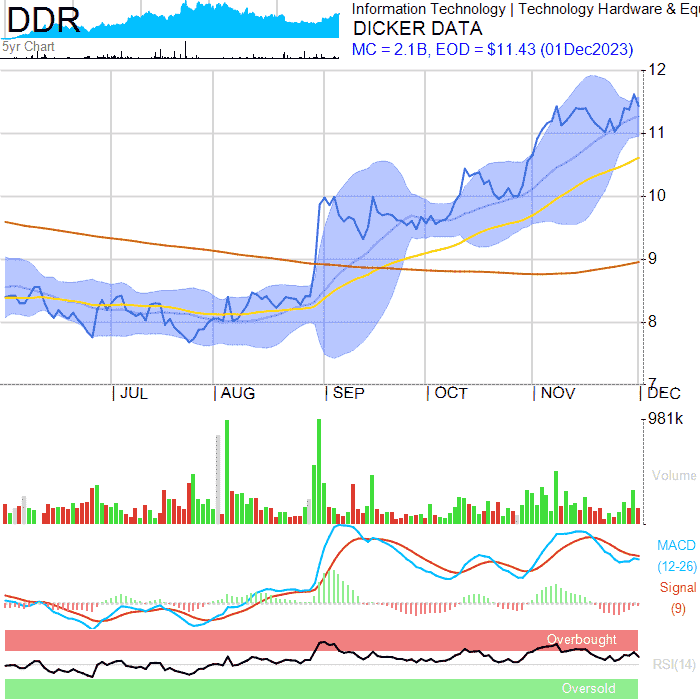 DDR
5yr Chart
Information Technology | Technology Hardware & Equ
DICKER DATA
MC = 2.1B, EOD = $11.43 (01Dec2023)
12
11
10
9
8
7
JUL AUG SEP OCT NOV DEC
981k
Volume
MACD
(12-26)
Signal
(9)
Overbought
RSI(14)
Oversold